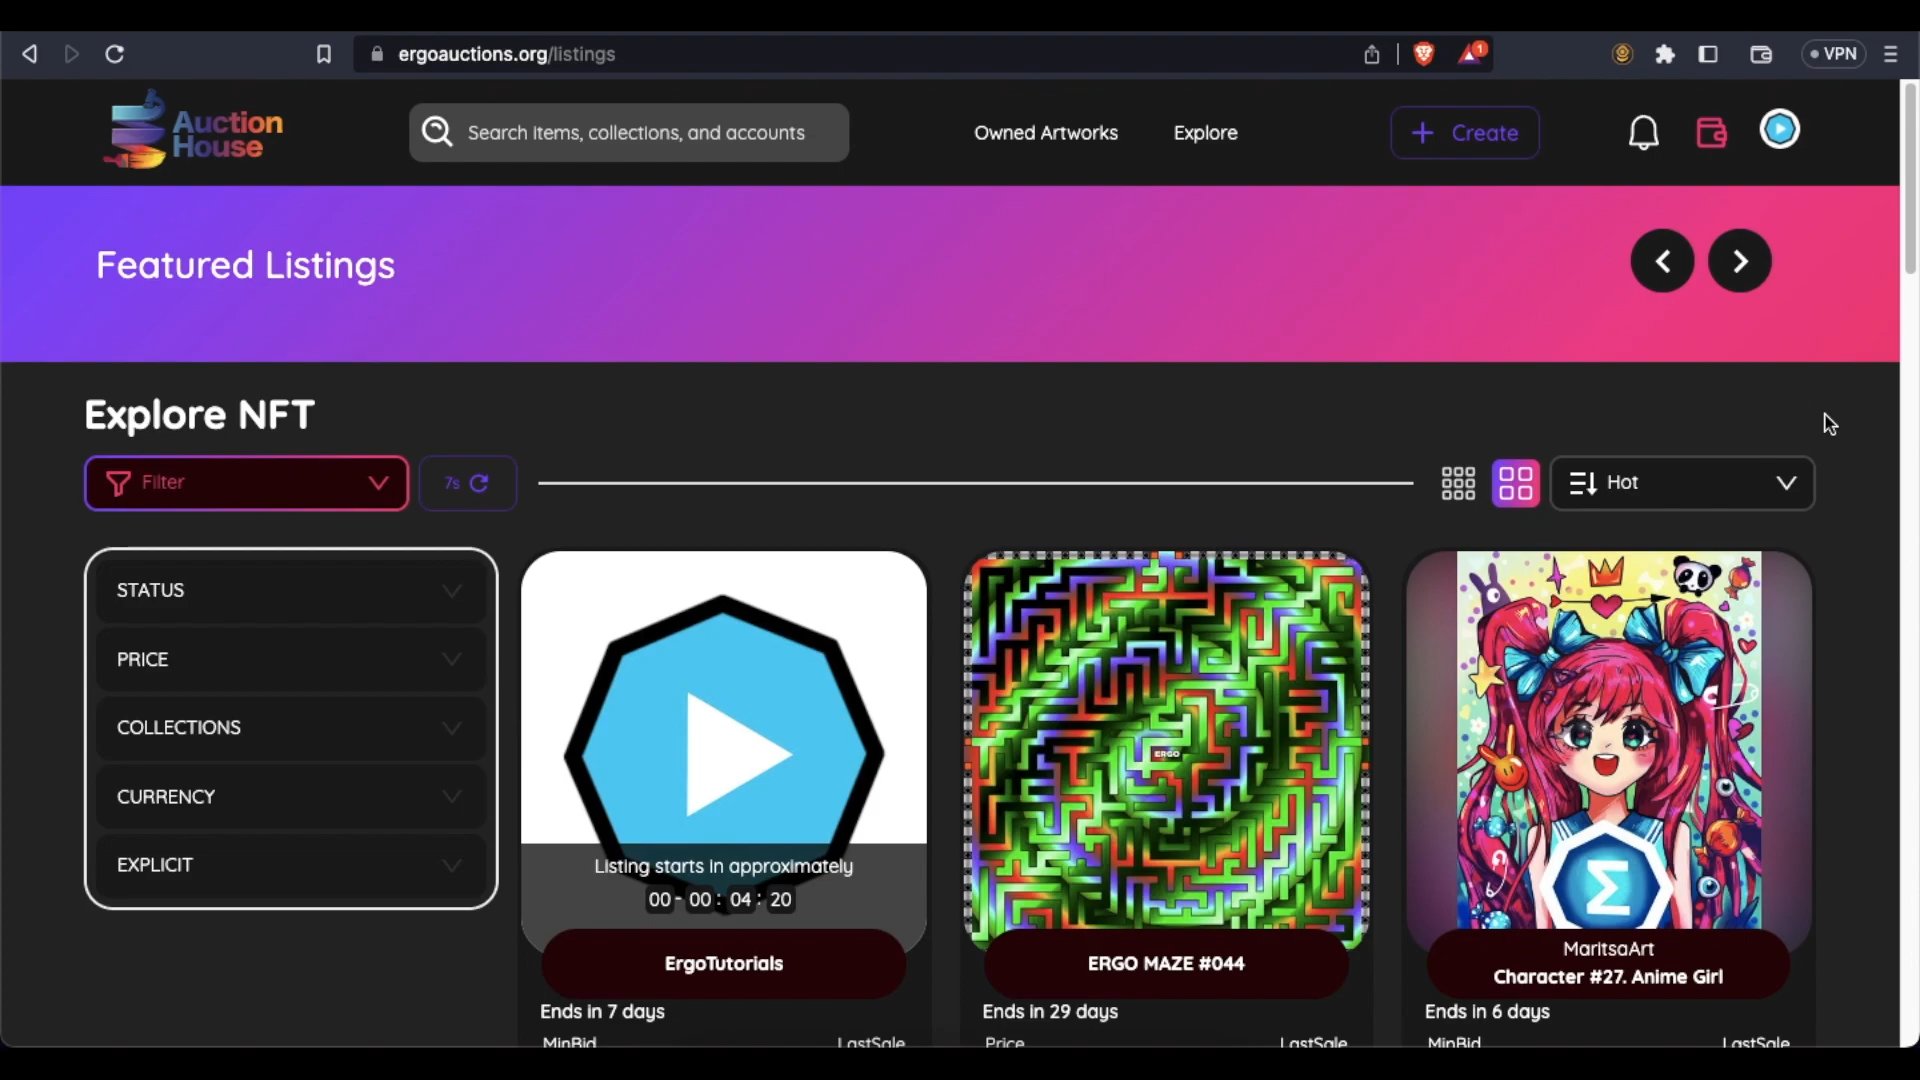 ergoauctions.org/listings
1
VPN
Auction
House
Search items, collections, and accounts
Owned Artworks
Explore
+ Create
Featured Listings
Explore NFT
Filter
7s
Hot
STATUS
PRICE
COLLECTIONS
CURRENCY
EXPLICIT
Listing starts in approximately
00 - 00 : 04 : 20
ErgoTutorials
Ends in 7 days
MinBid
LastSale
ERGO
ERGO MAZE #044
Ends in 29 days
Price
LastSale
Σ
MaritsaArt
Character #27. Anime Girl
Ends in 6 days
MinBid
LastSale